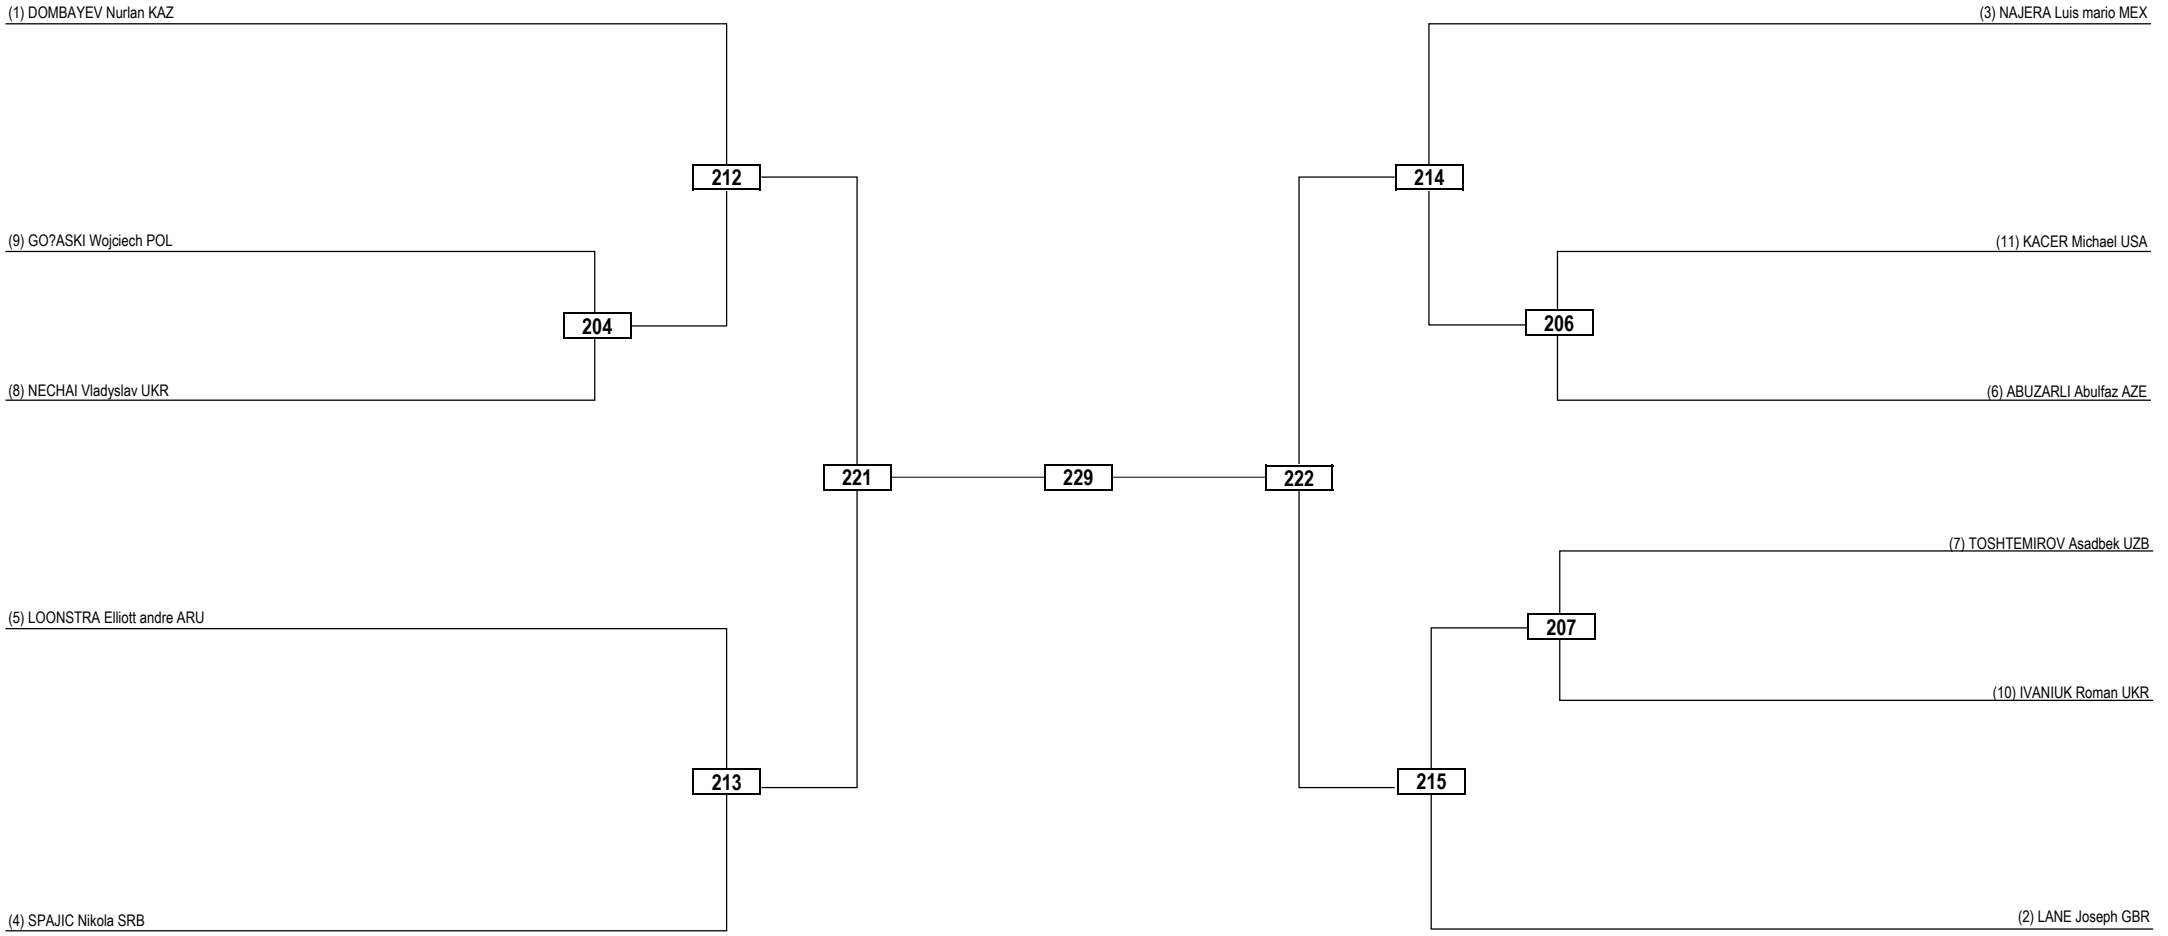 (1) DOMBAYEV Nurlan KAZ
(3) NAJERA Luis mario MEX
212
214
(9) GO?ASKI Wojciech POL
(11) KACER Michael USA
204
206
(8) NECHAI Vladyslav UKR
(6) ABUZARLI Abulfaz AZE
221
229
222
(7) TOSHTEMIROV Asadbek UZB
(5) LOONSTRA Elliott andre ARU
207
(10) IVANIUK Roman UKR
213
215
(4) SPAJIC Nikola SRB
(2) LANE Joseph GBR